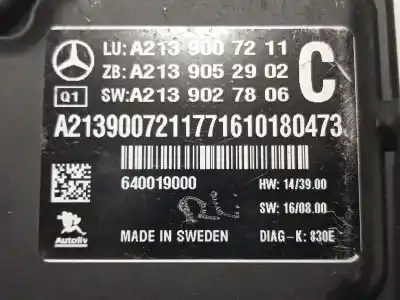 LU: A213 900 72 11
ZB: A213 905 29 02
Q1 SW: A213 902 78 06
C
A2139007211771610180473
640019000
HW: 14/39.00
SW: 16/08.00
Autoliv
MADE IN SWEDEN
DIAG-K: 830E